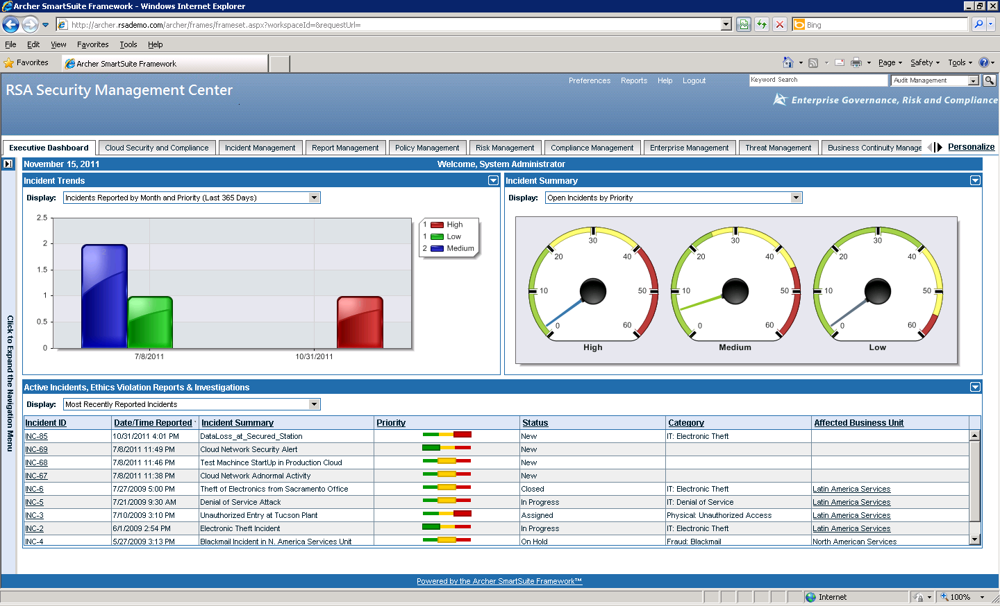 Archer SmartSuite Framework - Windows Internet Explorer
http://archer.rsademo.com/archer/frames/frameset.aspx?workspaceId=&requestUrl=
Bing
File Edit View Favorites Tools Help
Favorites Archer SmartSuite Framework Page Safety Tools
RSA Security Management Center
Preferences Reports Help Logout Keyword Search Audit Management
Enterprise Governance, Risk and Compliance
Executive Dashboard Cloud Security and Compliance Incident Management Report Management Policy Management Risk Management Compliance Management Enterprise Management Threat Management Business Continuity Manage Personalize
November 15, 2011 Welcome, System Administrator
Click to Expand the Navigation Menu
Incident Trends
Display: Incidents Reported by Month and Priority (Last 365 Days)
2.5
2
1.5
1
0.5
0
7/8/2011 10/31/2011
1 High
1 Low
2 Medium
Incident Summary
Display: Open Incidents by Priority
0 10 20 30 40 50 60
High
0 10 20 30 40 50 60
Medium
0 10 20 30 40 50 60
Low
Active Incidents, Ethics Violation Reports & Investigations
Display: Most Recently Reported Incidents
Incident ID Date/Time Reported Incident Summary Priority Status Category Affected Business Unit
INC-85 10/31/2011 4:01 PM DataLoss_at_Secured_Station New IT: Electronic Theft
INC-69 7/8/2011 11:49 PM Cloud Network Security Alert New
INC-68 7/8/2011 11:46 PM Test Machince StartUp in Production Cloud New
INC-67 7/8/2011 11:38 PM Cloud Network Adnormal Activity New
INC-6 7/27/2009 5:00 PM Theft of Electronics from Sacramento Office Closed IT: Electronic Theft Latin America Services
INC-5 7/21/2009 9:30 AM Denial of Service Attack In Progress IT: Denial of Service Latin America Services
INC-3 7/10/2009 3:10 PM Unauthorized Entry at Tucson Plant Assigned Physical: Unauthorized Access Latin America Services
INC-2 6/1/2009 2:54 PM Electronic Theft Incident In Progress IT: Electronic Theft Latin America Services
INC-4 5/27/2009 3:13 PM Blackmail Incident in N. America Services Unit On Hold Fraud: Blackmail North American Services
Powered by the Archer SmartSuite Framework™
Internet 100%